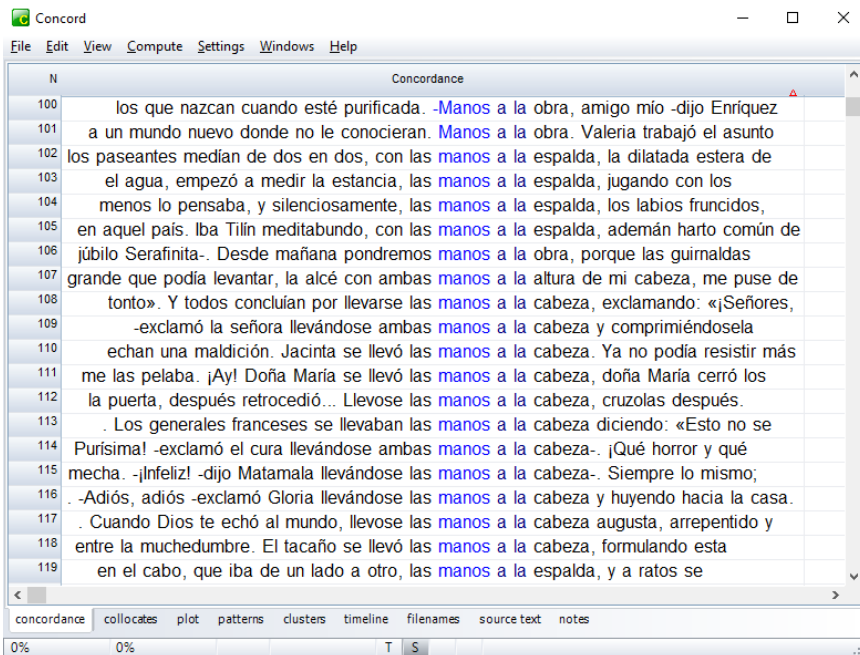 Concord
File Edit View Compute Settings Windows Help
N Concordance
100 los que nazcan cuando esté purificada. -Manos a la obra, amigo mío -dijo Enríquez
101 a un mundo nuevo donde no le conocieran. Manos a la obra. Valeria trabajó el asunto
102 los paseantes medían de dos en dos, con las manos a la espalda, la dilatada estera de
103 el agua, empezó a medir la estancia, las manos a la espalda, jugando con los
104 menos lo pensaba, y silenciosamente, las manos a la espalda, los labios fruncidos,
105 en aquel país. Iba Tilín meditabundo, con las manos a la espalda, ademán harto común de
106 júbilo Serafinita-. Desde mañana pondremos manos a la obra, porque las guirnaldas
107 grande que podía levantar, la alcé con ambas manos a la altura de mi cabeza, me puse de
108 tonto». Y todos concluían por llevarse las manos a la cabeza, exclamando: «¡Señores,
109 -exclamó la señora llevándose ambas manos a la cabeza y comprimiéndosela
110 echan una maldición. Jacinta se llevó las manos a la cabeza. Ya no podía resistir más
111 me las pelaba. ¡Ay! Doña María se llevó las manos a la cabeza, doña María cerró los
112 la puerta, después retrocedió... Llevose las manos a la cabeza, cruzolas después.
113 . Los generales franceses se llevaban las manos a la cabeza diciendo: «Esto no se
114 Purísima! -exclamó el cura llevándose ambas manos a la cabeza-. ¡Qué horror y qué
115 mecha. -¡Infeliz! -dijo Matamala llevándose las manos a la cabeza-. Siempre lo mismo;
116 . -Adiós, adiós -exclamó Gloria llevándose las manos a la cabeza y huyendo hacia la casa.
117 . Cuando Dios te echó al mundo, llevose las manos a la cabeza augusta, arrepentido y
118 entre la muchedumbre. El tacaño se llevó las manos a la cabeza, formulando esta
119 en el cabo, que iba de un lado a otro, las manos a la espalda, y a ratos se
concordance collocates plot patterns clusters timeline filenames source text notes
0% 0% T S